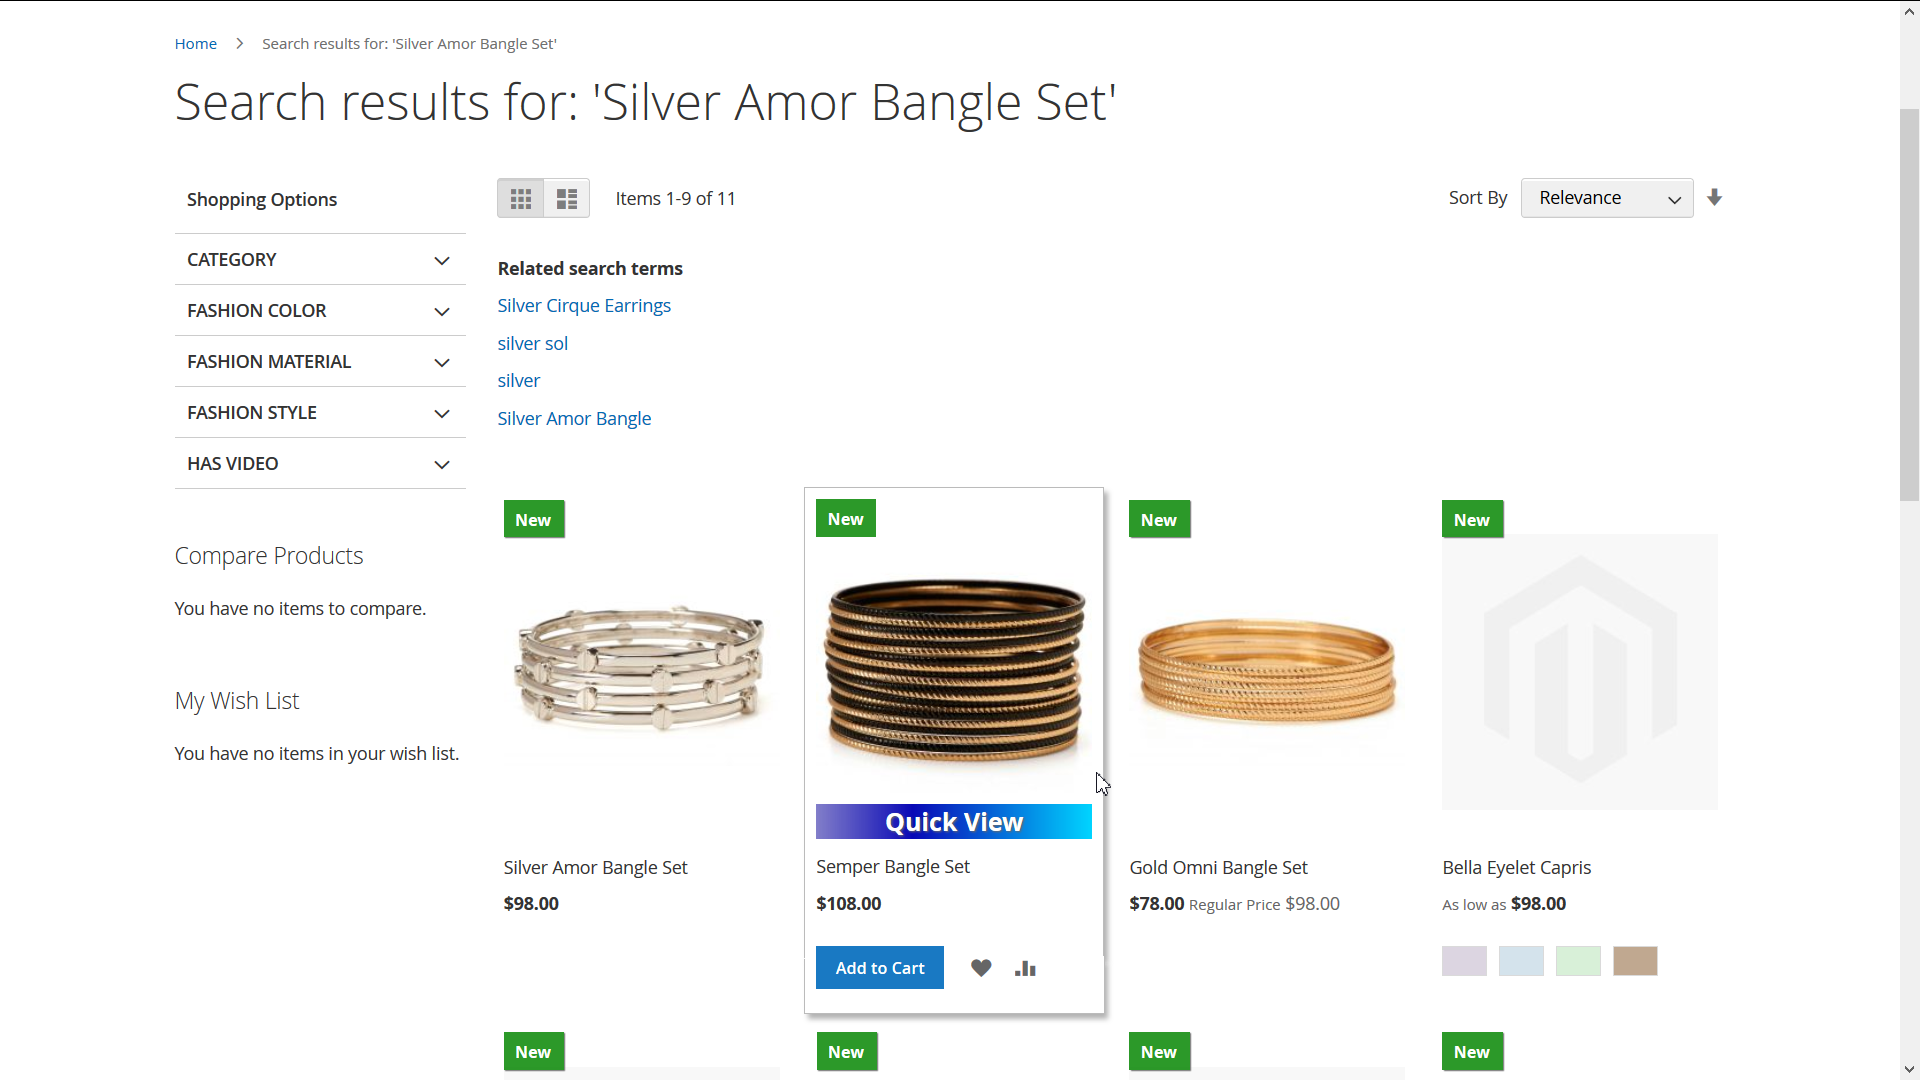 Home
Search results for: 'Silver Amor Bangle Set'
Search results for: 'Silver Amor Bangle Set'
Shopping Options
CATEGORY
FASHION COLOR
FASHION MATERIAL
FASHION STYLE
HAS VIDEO
Compare Products
You have no items to compare.
My Wish List
You have no items in your wish list.
Items 1-9 of 11
Sort By
Relevance
Related search terms
Silver Cirque Earrings
silver sol
silver
Silver Amor Bangle
New
Silver Amor Bangle Set
$98.00
New
Quick View
Semper Bangle Set
$108.00
Add to Cart
New
Gold Omni Bangle Set
$78.00 Regular Price $98.00
New
Bella Eyelet Capris
As low as $98.00
New
New
New
New